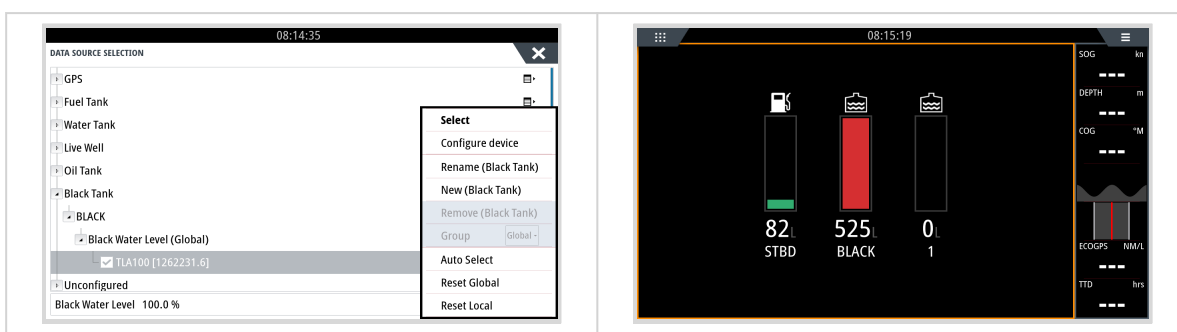 08:14:35
DATA SOURCE SELECTION
GPS
Fuel Tank
Water Tank
Live Well
Oil Tank
Black Tank
BLACK
Black Water Level (Global)
TLA100 [1262231.6]
Unconfigured
Black Water Level 100.0 %
Select
Configure device
Rename (Black Tank)
New (Black Tank)
Remove (Black Tank)
Group Global
Auto Select
Reset Global
Reset Local
08:15:19
82L
STBD
525L
BLACK
0L
1
SOG kn
---
DEPTH m
---
COG °M
---
ECOGPS NM/L
---
TTD hrs
---